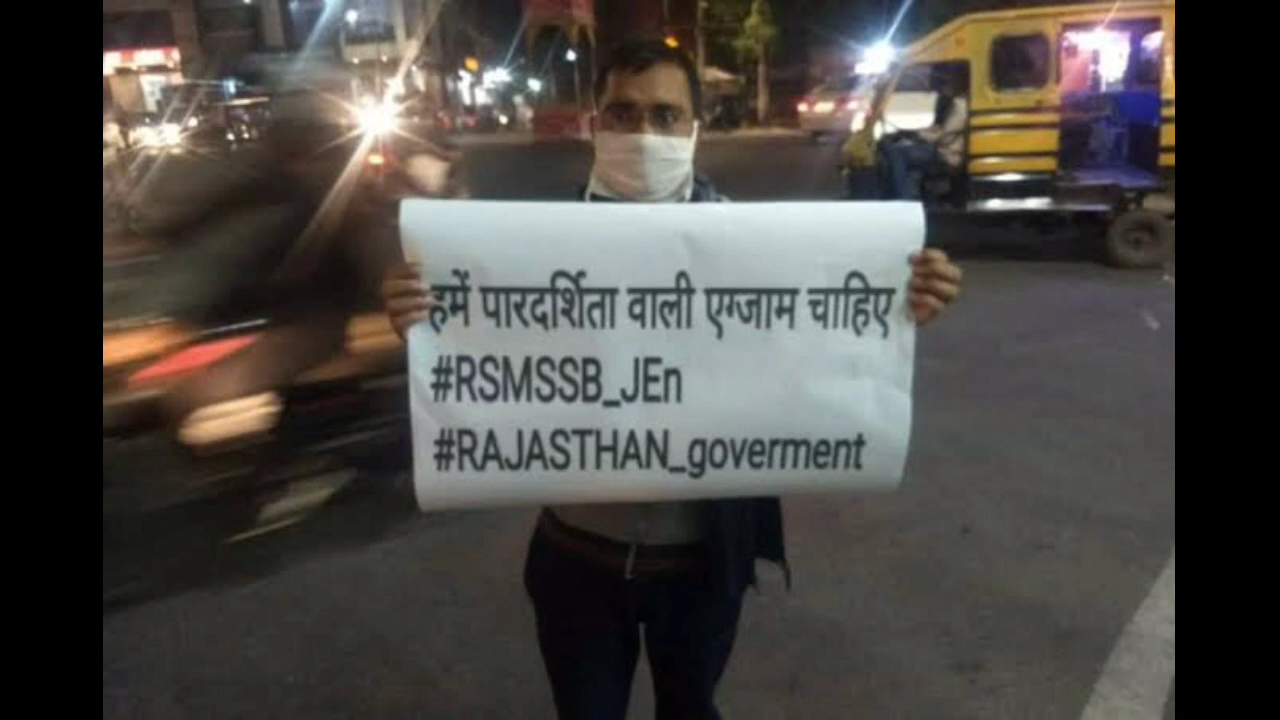 हमें पारदर्शिता वाली एग्जाम चाहिए
#RSMSSB_JEn
#RAJASTHAN_goverment